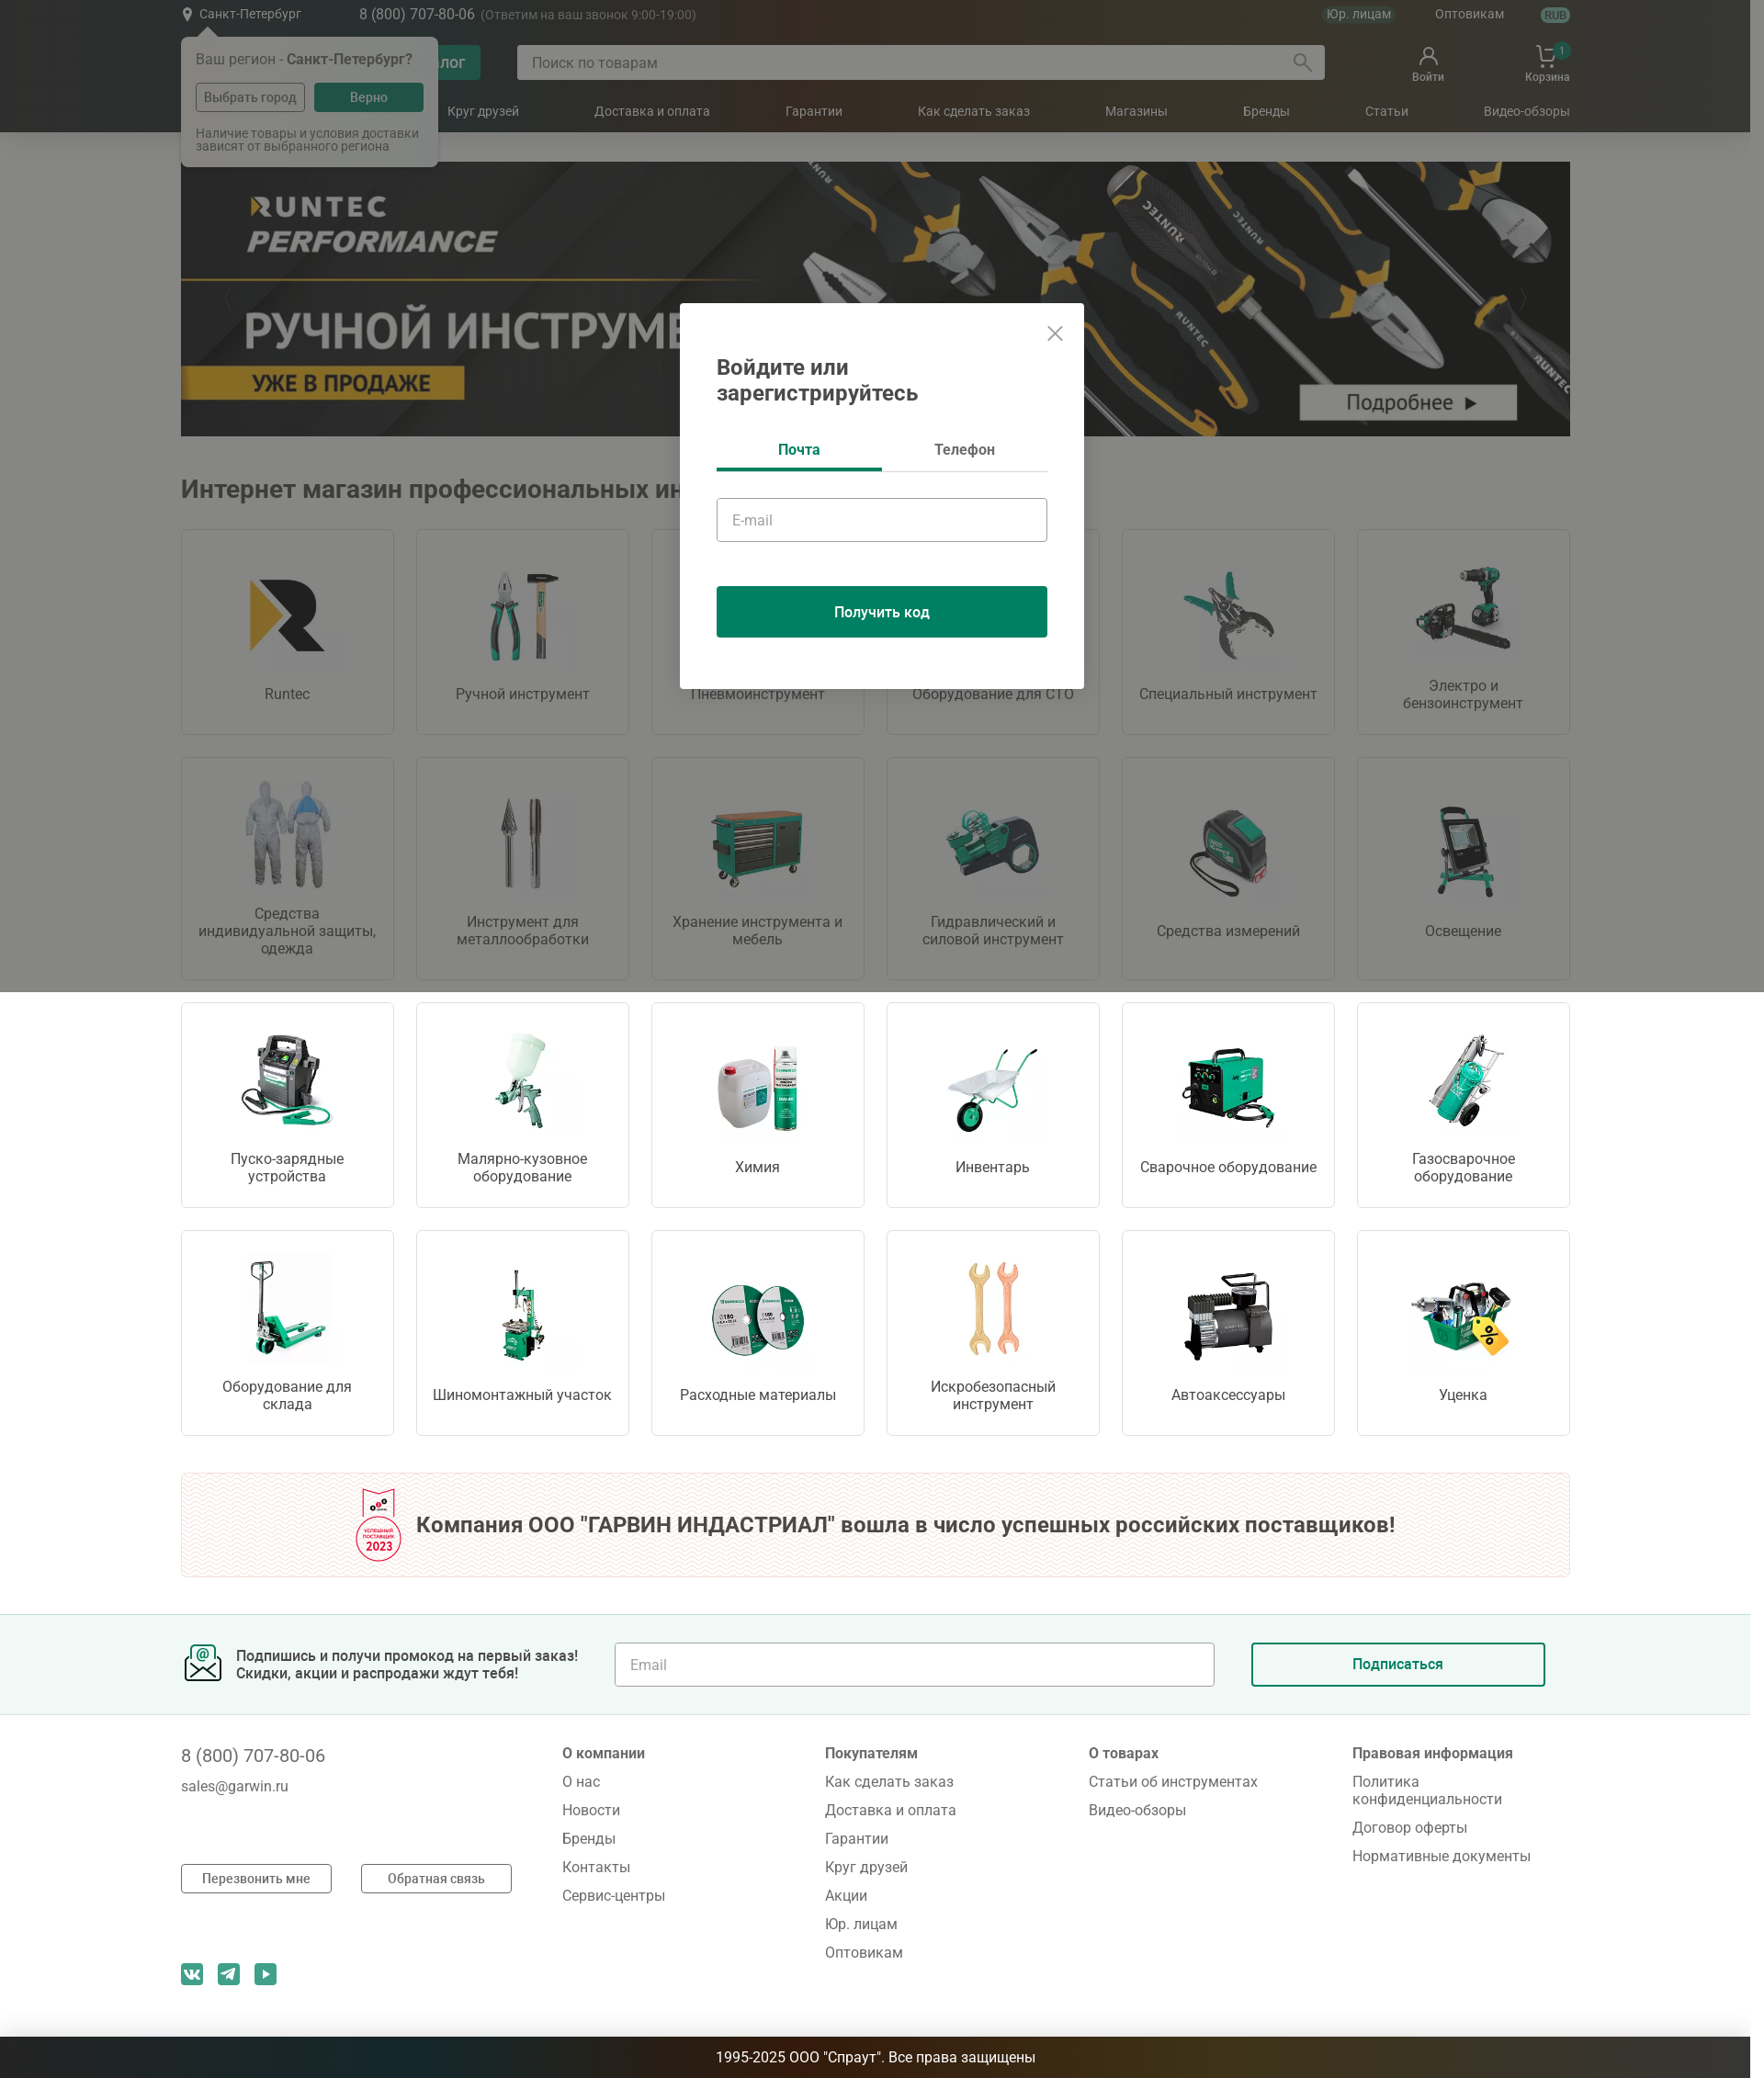 Санкт-Петербург
8 (800) 707-80-06 (Ответим на ваш звонок 9:00-19:00)
Юр. лицам
Оптовикам
RUB
Ваш регион - Санкт-Петербург?
Выбрать город
Верно
Наличие товары и условия доставки
зависят от выбранного региона
Поиск по товарам
Войти
1
Корзина
Круг друзей
Доставка и оплата
Гарантии
Как сделать заказ
Магазины
Бренды
Статьи
Видео-обзоры
RUNTEC
PERFORMANCE
РУЧНОЙ ИНСТРУМЕ
УЖЕ В ПРОДАЖЕ
Подробнее
Войдите или
зарегистрируйтесь
Почта
Телефон
E-mail
Получить код
Интернет магазин профессиональных
Runtec
Ручной инструмент
Пневмоинструмент
Оборудование для СТО
Специальный инструмент
Электро и
бензоинструмент
Средства
индивидуальной защиты,
одежда
Инструмент для
металлообработки
Хранение инструмента и
мебель
Гидравлический и
силовой инструмент
Средства измерений
Освещение
Пуско-зарядные
устройства
Малярно-кузовное
оборудование
Химия
Инвентарь
Сварочное оборудование
Газосварочное
оборудование
Оборудование для
склада
Шиномонтажный участок
Расходные материалы
Искробезопасный
инструмент
Автоаксессуары
Уценка
УСПЕШНЫЙ
ПОСТАВЩИК
2023
Компания ООО "ГАРВИН ИНДАСТРИАЛ" вошла в число успешных российских поставщиков!
Подпишись и получи промокод на первый заказ!
Скидки, акции и распродажи ждут тебя!
Email
Подписаться
8 (800) 707-80-06
sales@garwin.ru
Перезвонить мне
Обратная связь
О компании
О нас
Новости
Бренды
Контакты
Сервис-центры
Покупателям
Как сделать заказ
Доставка и оплата
Гарантии
Круг друзей
Акции
Юр. лицам
Оптовикам
О товарах
Статьи об инструментах
Видео-обзоры
Правовая информация
Политика
конфиденциальности
Договор оферты
Нормативные документы
1995-2025 ООО "Спраут". Все права защищены